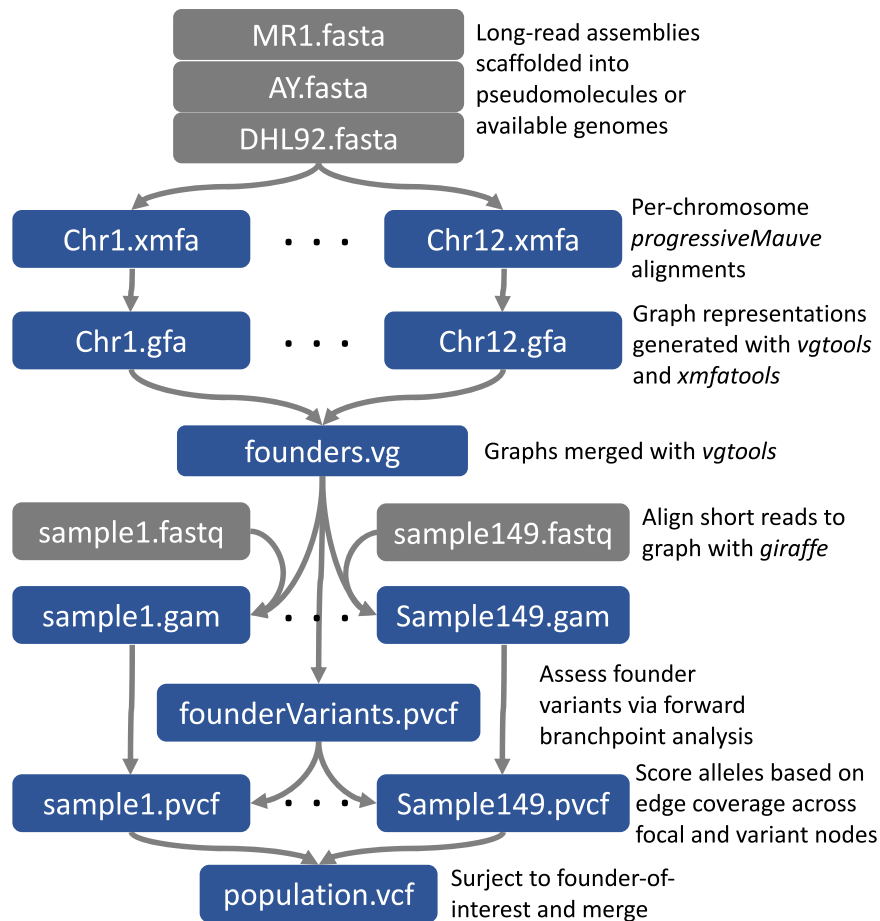 MR1.fasta
AY.fasta
DHL92.fasta
Long-read assemblies
scaffolded into
pseudomolecules or
available genomes
Chr1.xmfa
. . .
Chr12.xmfa
Per-chromosome
progressiveMauve
alignments
Chr1.gfa
. . .
Chr12.gfa
Graph representations
generated with vgtools
and xmfatools
founders.vg
Graphs merged with vgtools
sample1.fastq
sample149.fastq
Align short reads to
graph with giraffe
sample1.gam
. . .
Sample149.gam
founderVariants.pvcf
Assess founder
variants via forward
branchpoint analysis
sample1.pvcf
. . .
Sample149.pvcf
Score alleles based on
edge coverage across
focal and variant nodes
population.vcf
Surject to founder-of-
interest and merge